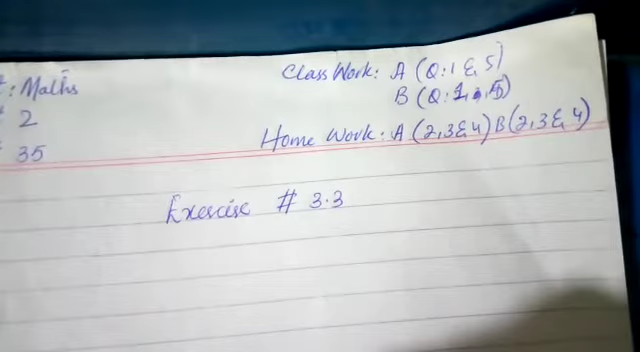 : Maths
Class Work: A (Q:1 & 5)
2
B (Q: 1 5)
35
Home Work: A (2,3 & 4) B (2,3 & 4)
Exercise # 3.3